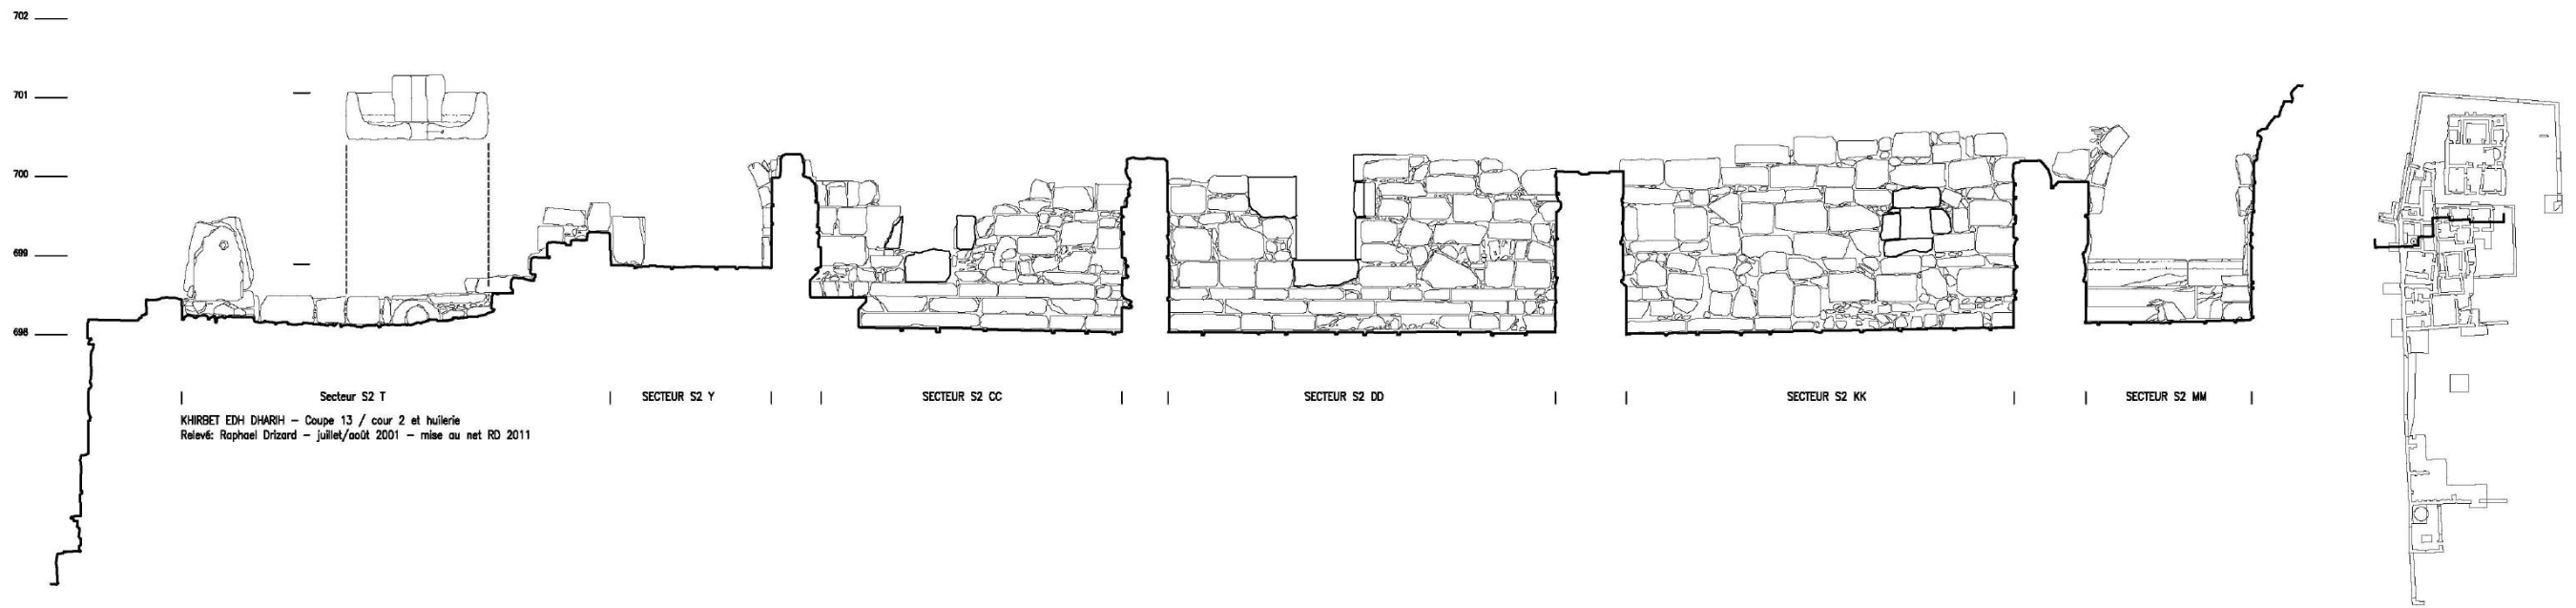 702
701
700
699
698
Secteur S2 T
SECTEUR S2 Y
SECTEUR S2 CC
SECTEUR S2 DD
SECTEUR S2 KK
SECTEUR S2 MM
KHIRBET EDH DHARIH – Coupe 13 / cour 2 et huilerie
Relevé: Raphael Drizard – juillet/août 2001 – mise au net RD 2011